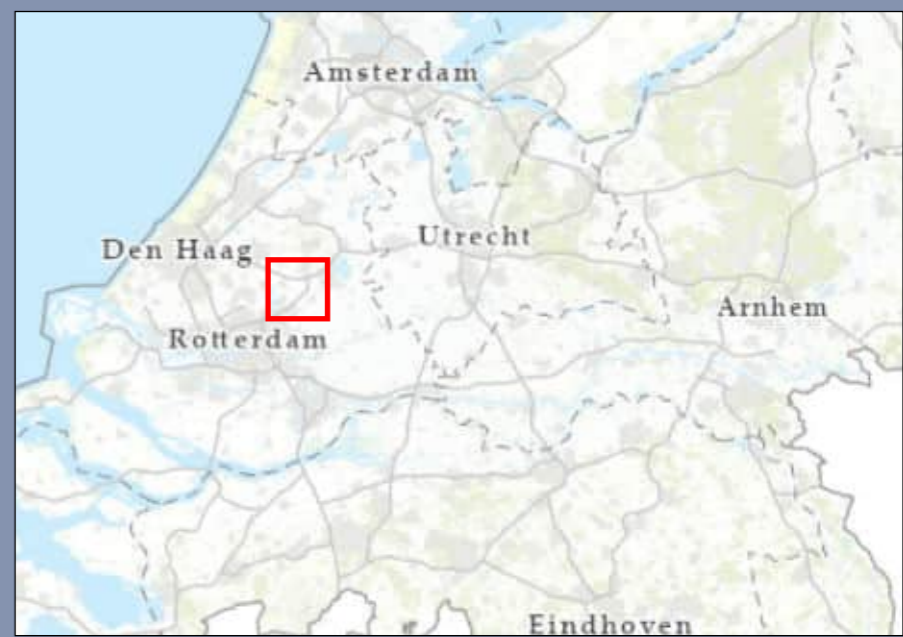 Amsterdam
Den Haag
Utrecht
Arnhem
Rotterdam
Eindhoven